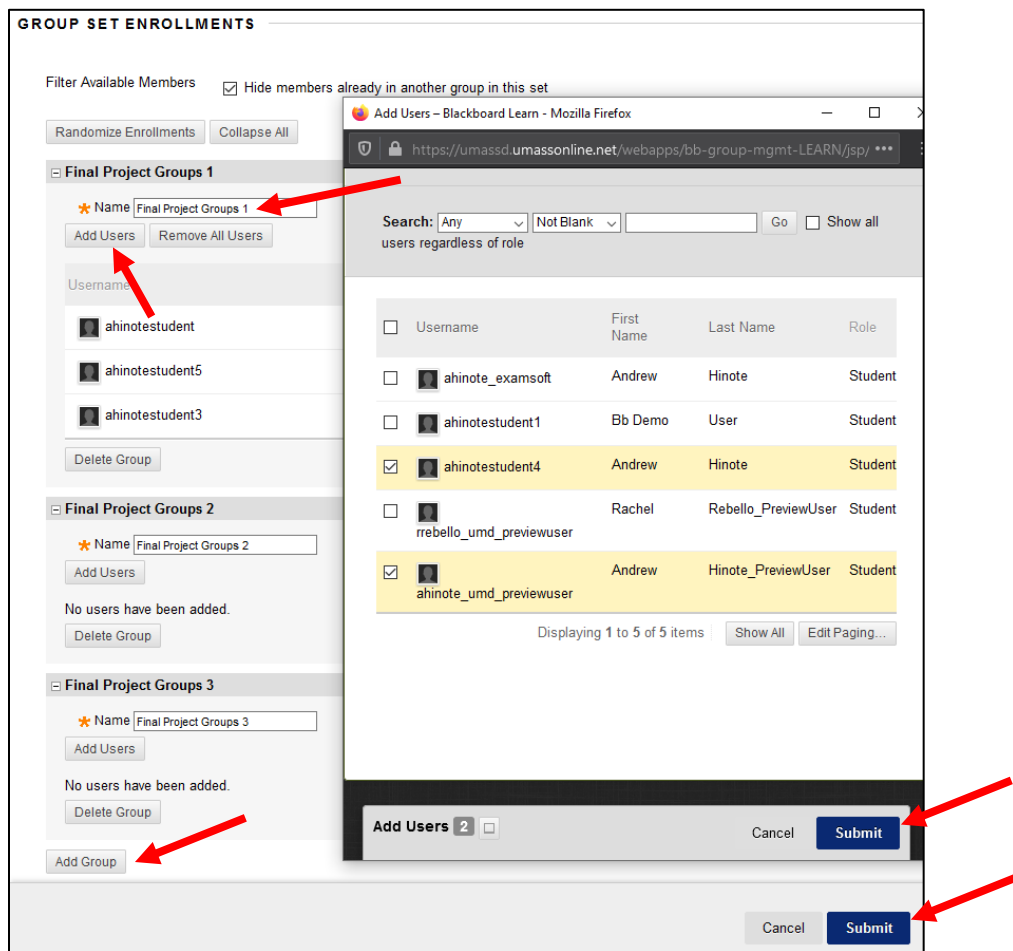 GROUP SET ENROLLMENTS
Filter Available Members
Hide members already in another group in this set
Randomize Enrollments
Collapse All
Final Project Groups 1
Name Final Project Groups 1
Add Users
Remove All Users
Username
ahinotestudent
ahinotestudent5
ahinotestudent3
Delete Group
Final Project Groups 2
Name Final Project Groups 2
Add Users
No users have been added.
Delete Group
Final Project Groups 3
Name Final Project Groups 3
Add Users
No users have been added.
Delete Group
Add Group
Add Users – Blackboard Learn - Mozilla Firefox
https://umassd.umassonline.net/webapps/bb-group-mgmt-LEARN/jsp/
Search: Any Not Blank Go Show all
users regardless of role
Username First Name Last Name Role
ahinote_examsoft Andrew Hinote Student
ahinotestudent1 Bb Demo User Student
ahinotestudent4 Andrew Hinote Student
rrebello_umd_previewuser Rachel Rebello_PreviewUser Student
ahinote_umd_previewuser Andrew Hinote_PreviewUser Student
Displaying 1 to 5 of 5 items Show All Edit Paging...
Add Users 2
Cancel Submit
Cancel Submit